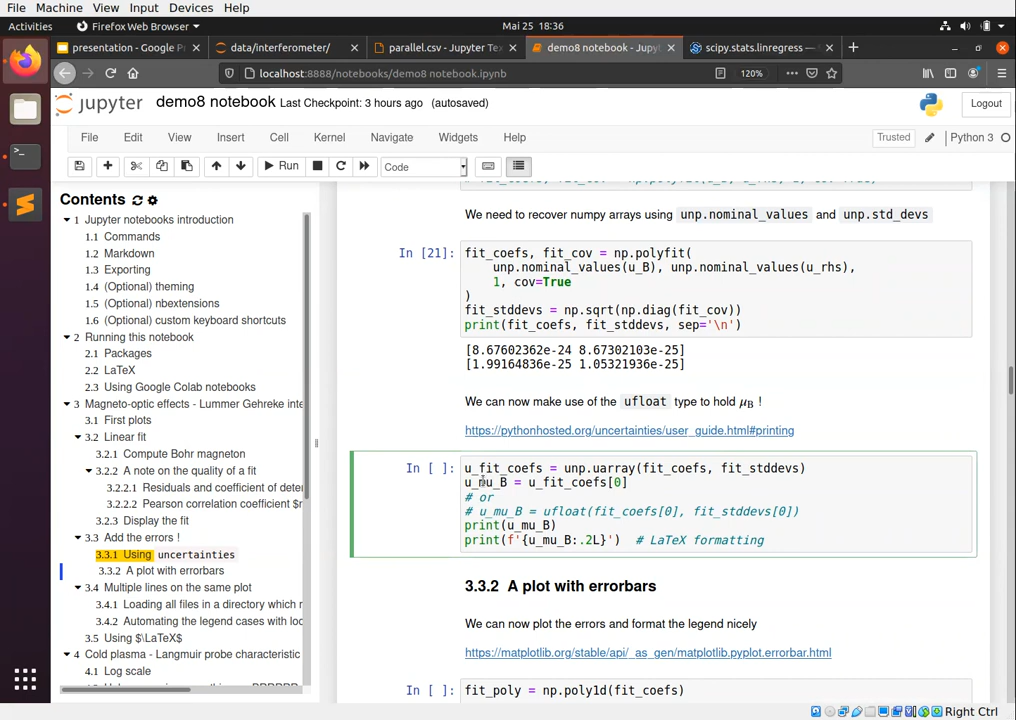 File Machine View Input Devices Help
Activities Firefox Web Browser Mai 25 18:36
presentation - Google P data/interferometer/ parallel.csv - Jupyter Te demo8 notebook - Jupy scipy.stats.linregress —
localhost:8888/notebooks/demo8 notebook.ipynb 120%
jupyter demo8 notebook Last Checkpoint: 3 hours ago (autosaved) Logout
File Edit View Insert Cell Kernel Navigate Widgets Help Trusted Python 3
Run Code
Contents
1 Jupyter notebooks introduction
1.1 Commands
1.2 Markdown
1.3 Exporting
1.4 (Optional) theming
1.5 (Optional) nbextensions
1.6 (Optional) custom keyboard shortcuts
2 Running this notebook
2.1 Packages
2.2 LaTeX
2.3 Using Google Colab notebooks
3 Magneto-optic effects - Lummer Gehreke inte
3.1 First plots
3.2 Linear fit
3.2.1 Compute Bohr magneton
3.2.2 A note on the quality of a fit
3.2.2.1 Residuals and coefficient of deter
3.2.2.2 Pearson correlation coefficient $r
3.2.3 Display the fit
3.3 Add the errors !
3.3.1 Using uncertainties
3.3.2 A plot with errorbars
3.4 Multiple lines on the same plot
3.4.1 Loading all files in a directory which r
3.4.2 Automating the legend cases with loc
3.5 Using $\LaTeX$
4 Cold plasma - Langmuir probe characteristic
4.1 Log scale
We need to recover numpy arrays using unp.nominal_values and unp.std_devs
In [21]: fit_coefs, fit_cov = np.polyfit(
unp.nominal_values(u_B), unp.nominal_values(u_rhs),
1, cov=True
)
fit_stddevs = np.sqrt(np.diag(fit_cov))
print(fit_coefs, fit_stddevs, sep='\n')
[8.67602362e-24 8.67302103e-25]
[1.99164836e-25 1.05321936e-25]
We can now make use of the ufloat type to hold μB !
https://pythonhosted.org/uncertainties/user_guide.html#printing
In [ ]: u_fit_coefs = unp.uarray(fit_coefs, fit_stddevs)
u_mu_B = u_fit_coefs[0]
# or
# u_mu_B = ufloat(fit_coefs[0], fit_stddevs[0])
print(u_mu_B)
print(f'{u_mu_B:.2L}') # LaTeX formatting
3.3.2 A plot with errorbars
We can now plot the errors and format the legend nicely
https://matplotlib.org/stable/api/_as_gen/matplotlib.pyplot.errorbar.html
In [ ]: fit_poly = np.poly1d(fit_coefs)
Right Ctrl